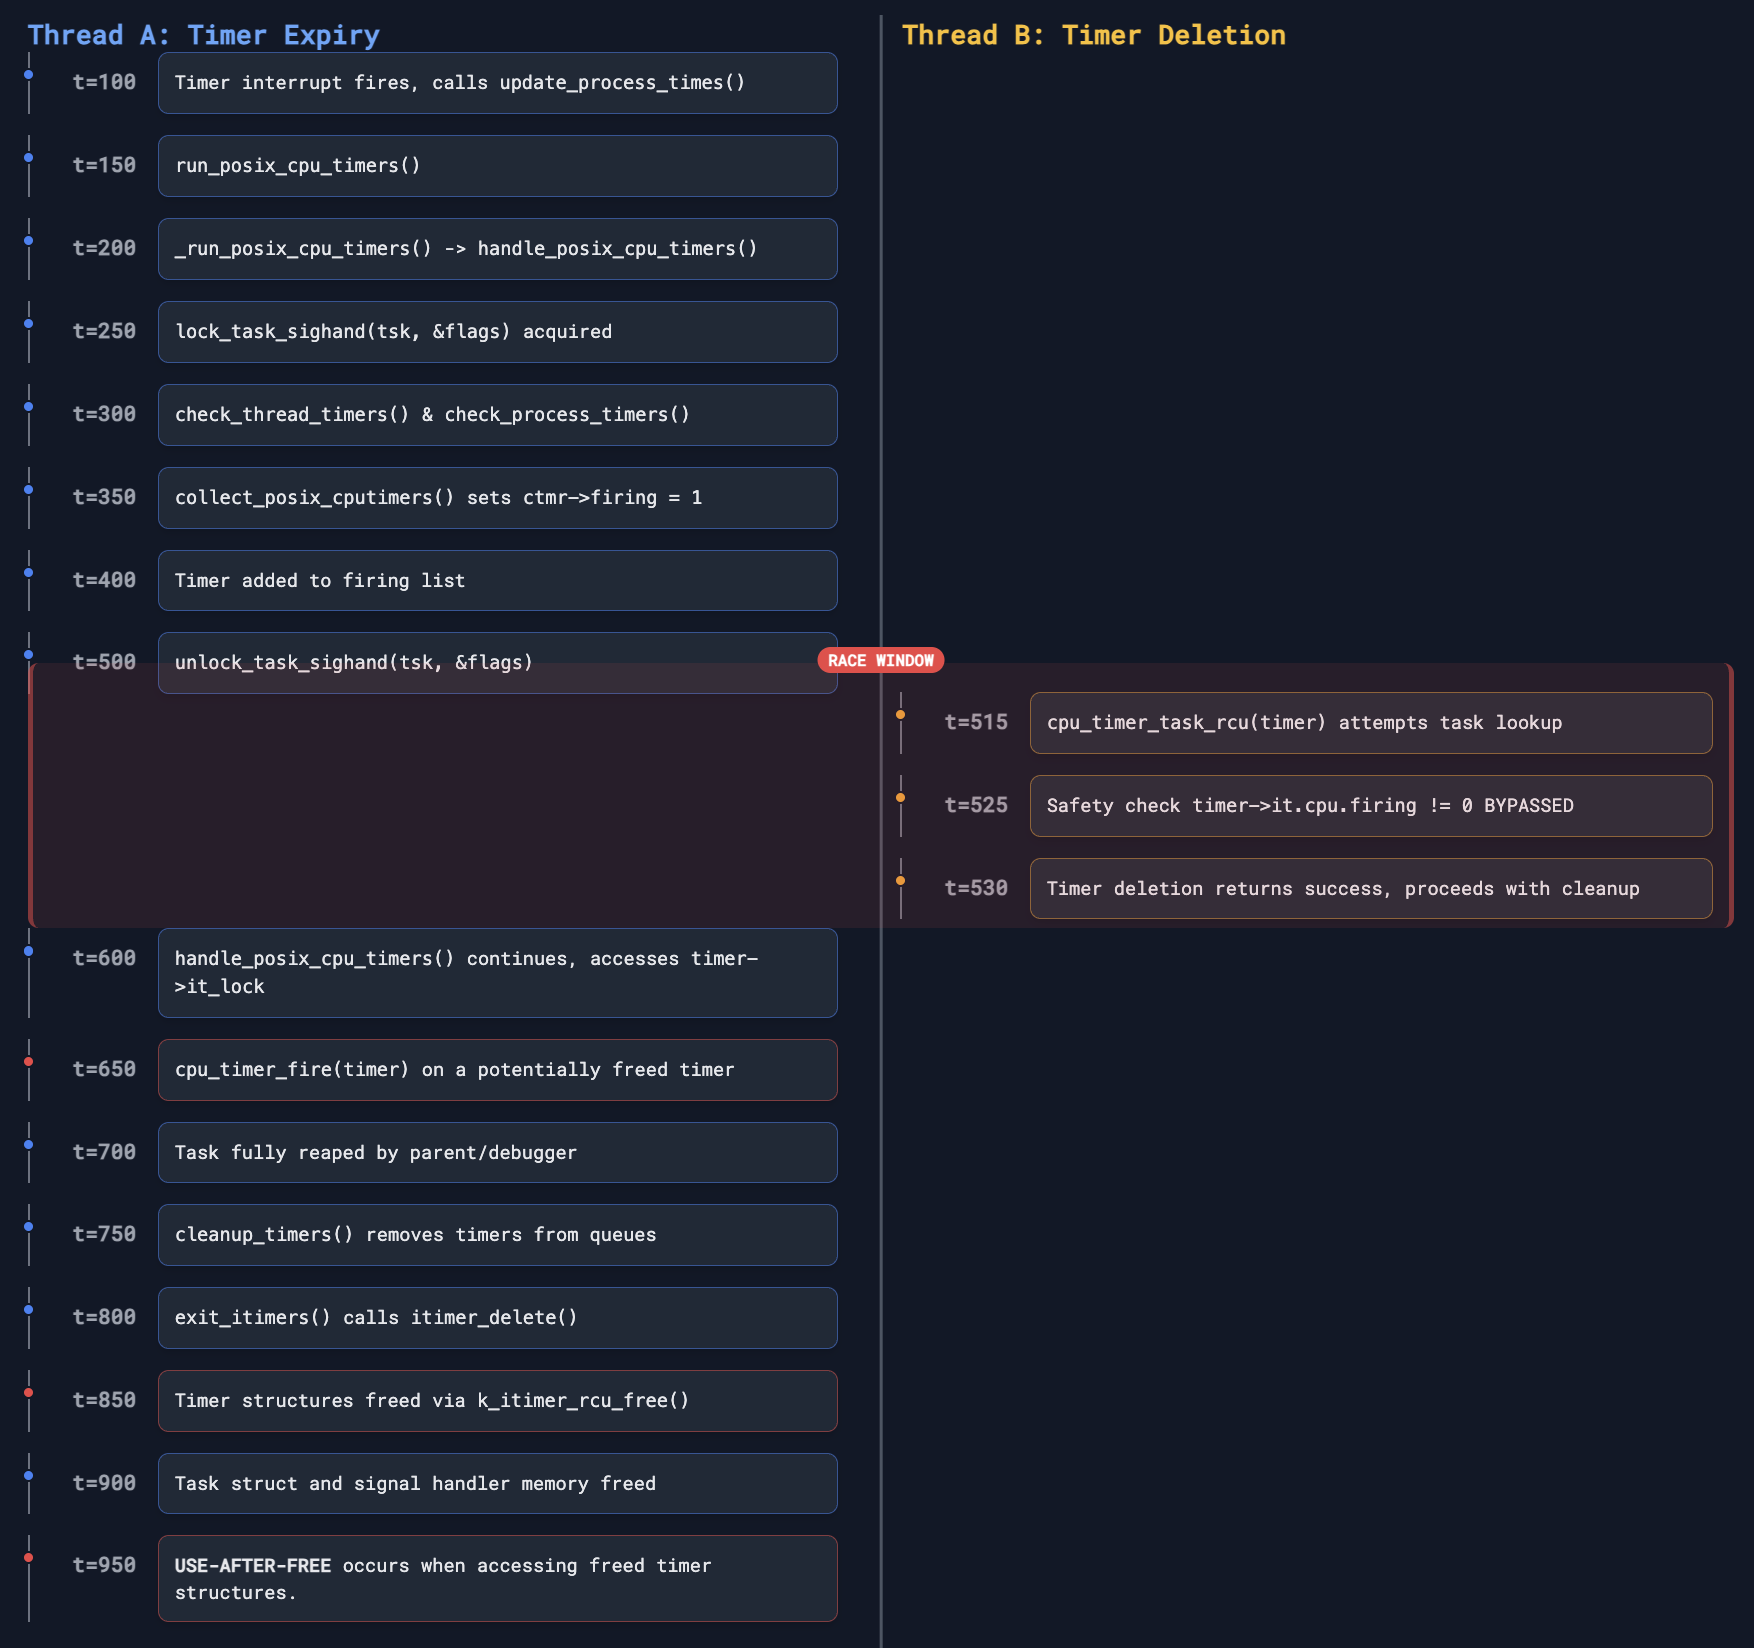 Thread A: Timer Expiry
Thread B: Timer Deletion
t=100 Timer interrupt fires, calls update_process_times()
t=150 run_posix_cpu_timers()
t=200 _run_posix_cpu_timers() -> handle_posix_cpu_timers()
t=250 lock_task_sighand(tsk, &flags) acquired
t=300 check_thread_timers() & check_process_timers()
t=350 collect_posix_cputimers() sets ctmr->firing = 1
t=400 Timer added to firing list
t=500 unlock_task_sighand(tsk, &flags)
RACE WINDOW
t=515 cpu_timer_task_rcu(timer) attempts task lookup
t=525 Safety check timer->it.cpu.firing != 0 BYPASSED
t=530 Timer deletion returns success, proceeds with cleanup
t=600 handle_posix_cpu_timers() continues, accesses timer-
>it_lock
t=650 cpu_timer_fire(timer) on a potentially freed timer
t=700 Task fully reaped by parent/debugger
t=750 cleanup_timers() removes timers from queues
t=800 exit_itimers() calls itimer_delete()
t=850 Timer structures freed via k_itimer_rcu_free()
t=900 Task struct and signal handler memory freed
t=950 USE-AFTER-FREE occurs when accessing freed timer
structures.